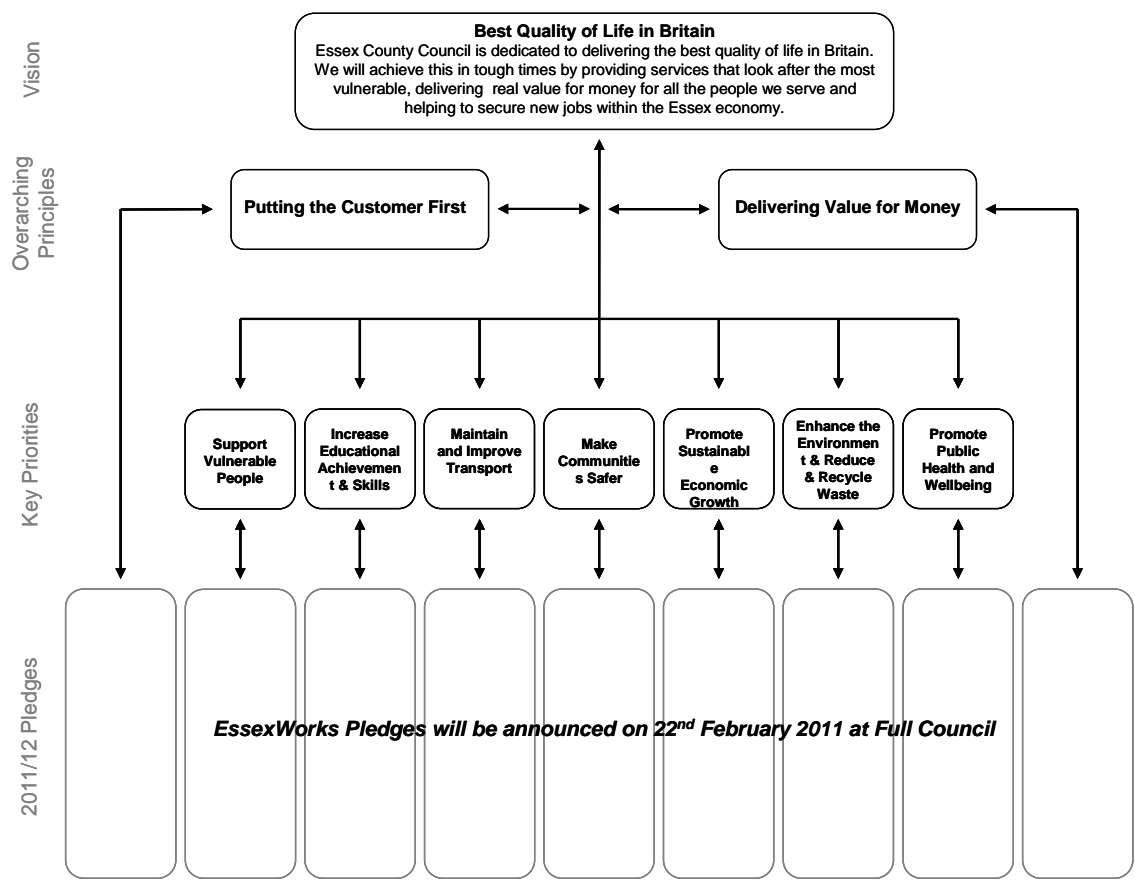 Vision
Best Quality of Life in Britain
Essex County Council is dedicated to delivering the best quality of life in Britain.
We will achieve this in tough times by providing services that look after the most
vulnerable, delivering real value for money for all the people we serve and
helping to secure new jobs within the Essex economy.
Overarching
Principles
Putting the Customer First
Delivering Value for Money
Key Priorities
Support
Vulnerable
People
Increase
Educational
Achievemen
t & Skills
Maintain
and Improve
Transport
Make
Communitie
s Safer
Promote
Sustainabl
e
Economic
Growth
Enhance the
Environmen
t & Reduce
& Recycle
Waste
Promote
Public
Health and
Wellbeing
2011/12 Pledges
EssexWorks Pledges will be announced on 22nd February 2011 at Full Council